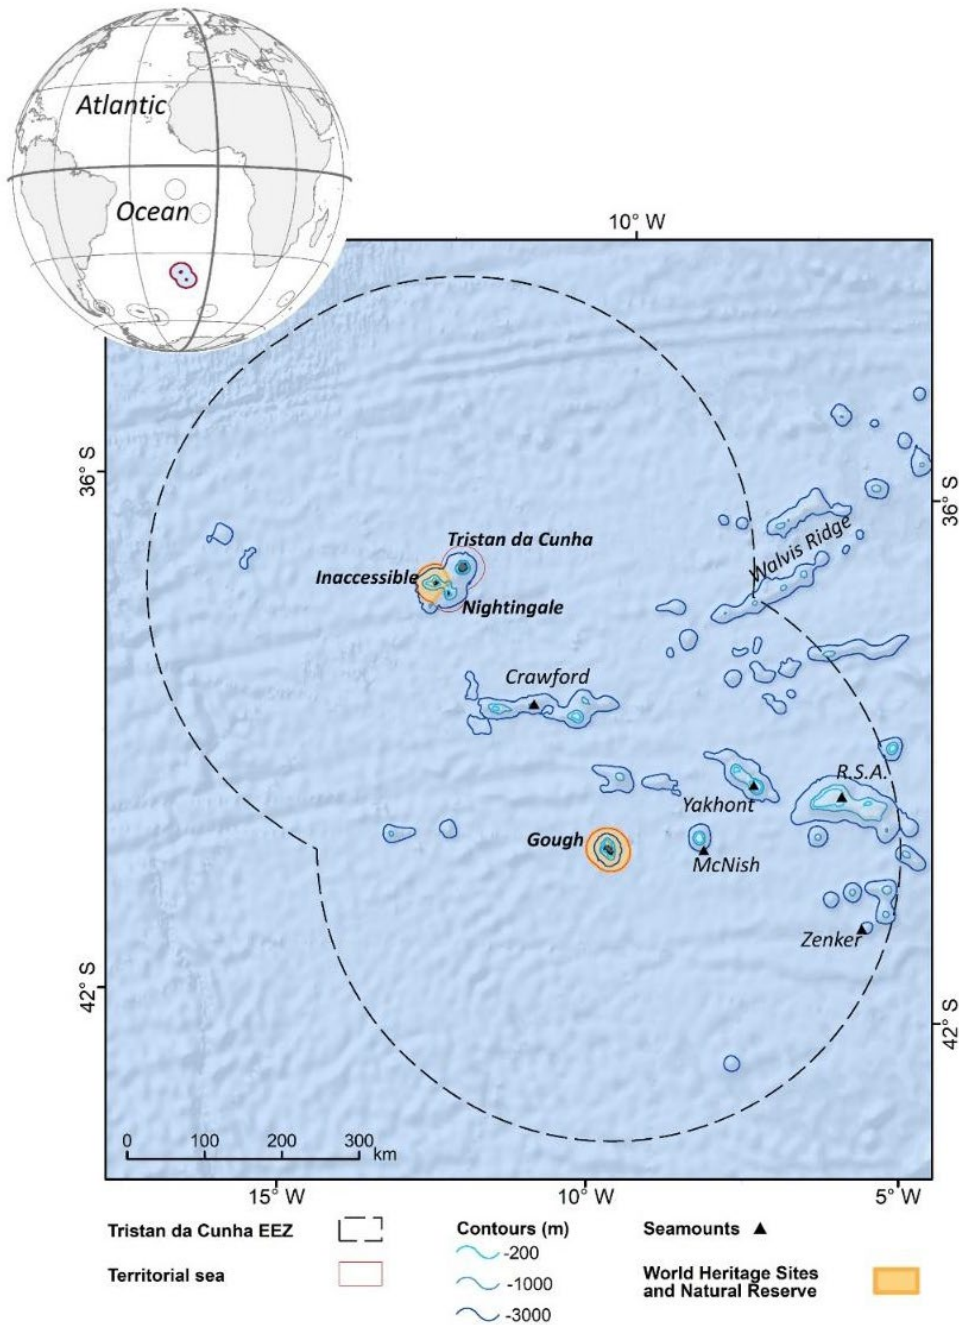 Atlantic
Ocean
10° W
36° S
36° S
Walvis Ridge
Tristan da Cunha
Inaccessible
Nightingale
Crawford
R.S.A.
Yakhont
Gough
McNish
Zenker
42° S
42° S
0 100 200 300 km
15° W 10° W 5° W
Tristan da Cunha EEZ
Territorial sea
Contours (m)
-200
-1000
-3000
Seamounts
World Heritage Sites
and Natural Reserve